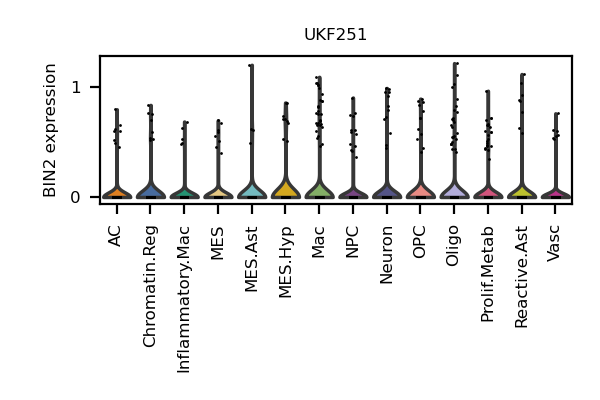 UKF251
BIN2 expression
1
0
AC
Chromatin.Reg
Inflammatory.Mac
MES
MES.Ast
MES.Hyp
Mac
NPC
Neuron
OPC
Oligo
Prolif.Metab
Reactive.Ast
Vasc